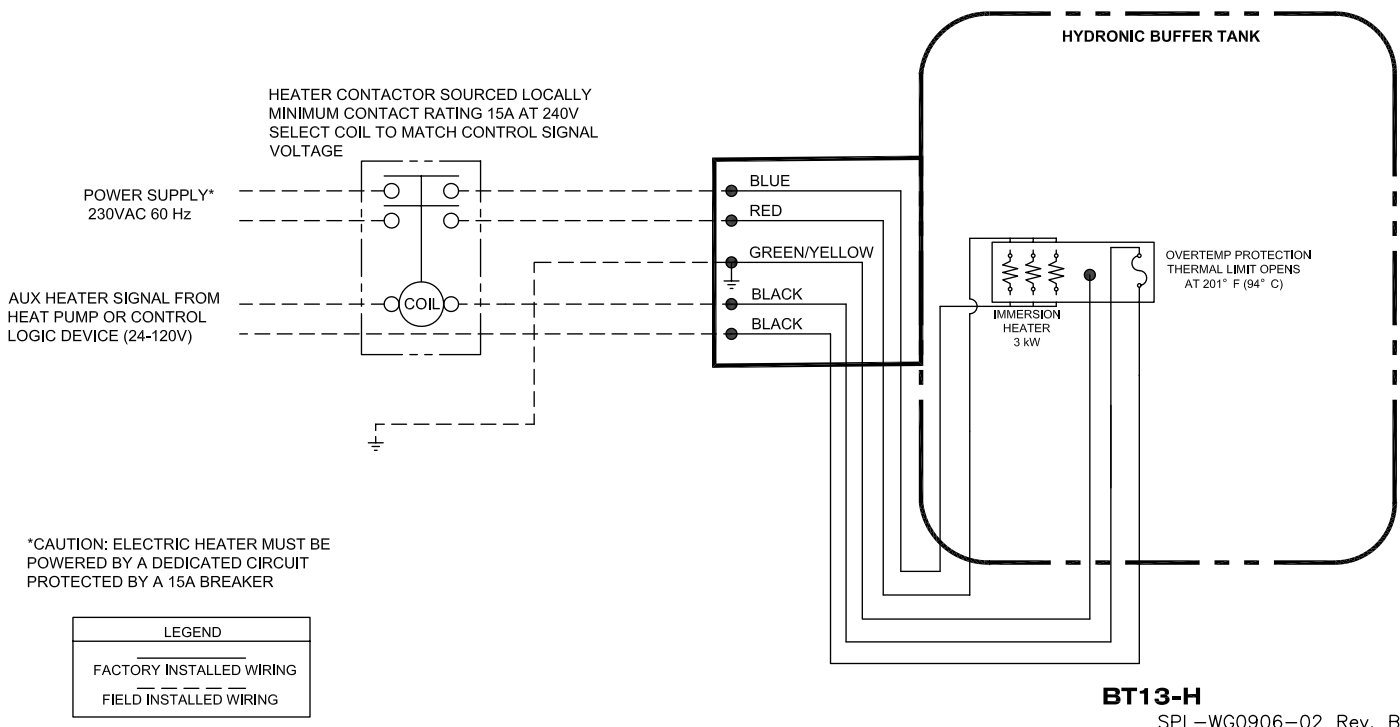 HYDRONIC BUFFER TANK
HEATER CONTACTOR SOURCED LOCALLY
MINIMUM CONTACT RATING 15A AT 240V
SELECT COIL TO MATCH CONTROL SIGNAL
VOLTAGE
POWER SUPPLY*
230VAC 60 Hz
BLUE
RED
GREEN/YELLOW
BLACK
BLACK
AUX HEATER SIGNAL FROM
HEAT PUMP OR CONTROL
LOGIC DEVICE (24-120V)
COIL
OVERTEMP PROTECTION
THERMAL LIMIT OPENS
AT 201° F (94° C)
IMMERSION
HEATER
3 kW
*CAUTION: ELECTRIC HEATER MUST BE
POWERED BY A DEDICATED CIRCUIT
PROTECTED BY A 15A BREAKER
LEGEND
FACTORY INSTALLED WIRING
FIELD INSTALLED WIRING
BT13-H
SPL-WG0906-02 Rev. B